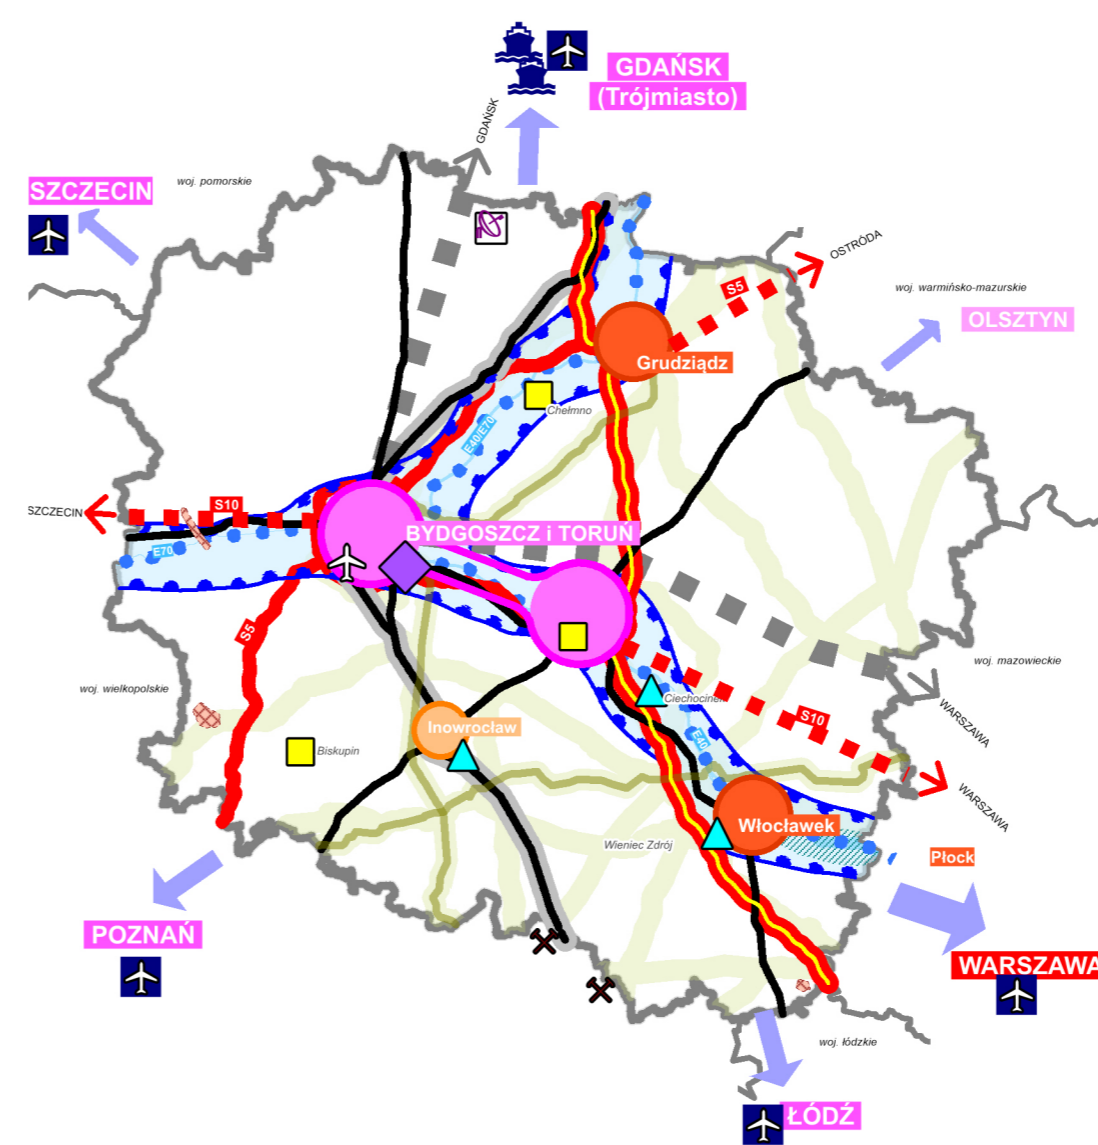 GDAŃSK
(Trójmiasto)
GDAŃSK
woj. pomorskie
SZCZECIN
OSTRÓDA
S5
woj. warmińsko-mazurskie
OLSZTYN
Grudziądz
Chełmno
E40/E70
S10
SZCZECIN
BYDGOSZCZ i TORUŃ
E70
S5
woj. mazowieckie
woj. wielkopolskie
Ciechocinek
WARSZAWA
S10
Inowrocław
E40
Biskupin
WARSZAWA
Włocławek
Wieniec Zdrój
Płock
POZNAŃ
WARSZAWA
woj. łódzkie
ŁÓDŹ